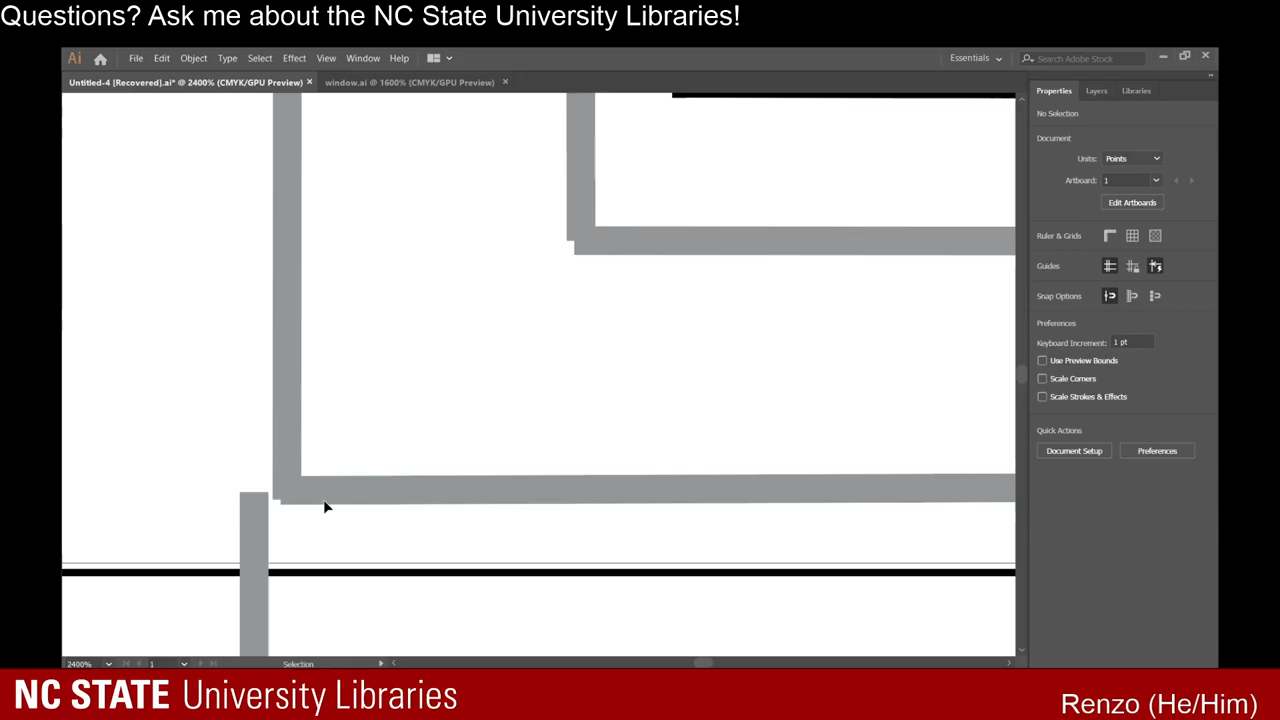 Questions? Ask me about the NC State University Libraries!
Ai File Edit Object Type Select Effect View Window Help Essentials Search Adobe Stock
Untitled-4 [Recovered].ai* @ 2400% (CMYK/GPU Preview) × window.ai @ 1600% (CMYK/GPU Preview) ×
Properties Layers Libraries
No Selection
Document
Units: Points
Artboard: 1
Edit Artboards
Ruler & Grids
Guides
Snap Options
Preferences
Keyboard Increment: 1 pt
Use Preview Bounds
Scale Corners
Scale Strokes & Effects
Quick Actions
Document Setup Preferences
2400% 1 Selection
NC STATE University Libraries
Renzo (He/Him)